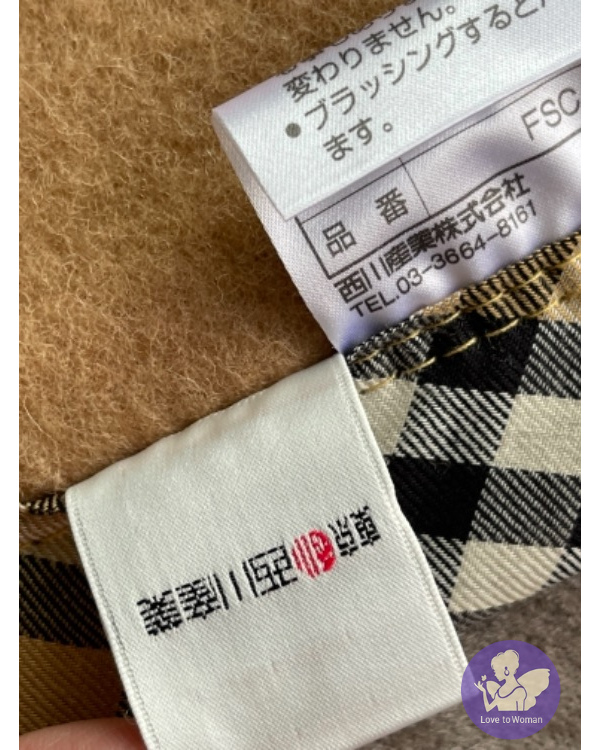 変わりません。
●ブラッシングすると
ます。
品番 FSC
西川産業株式会社
TEL.03-3664-8161
東京西川産業
Love to Woman